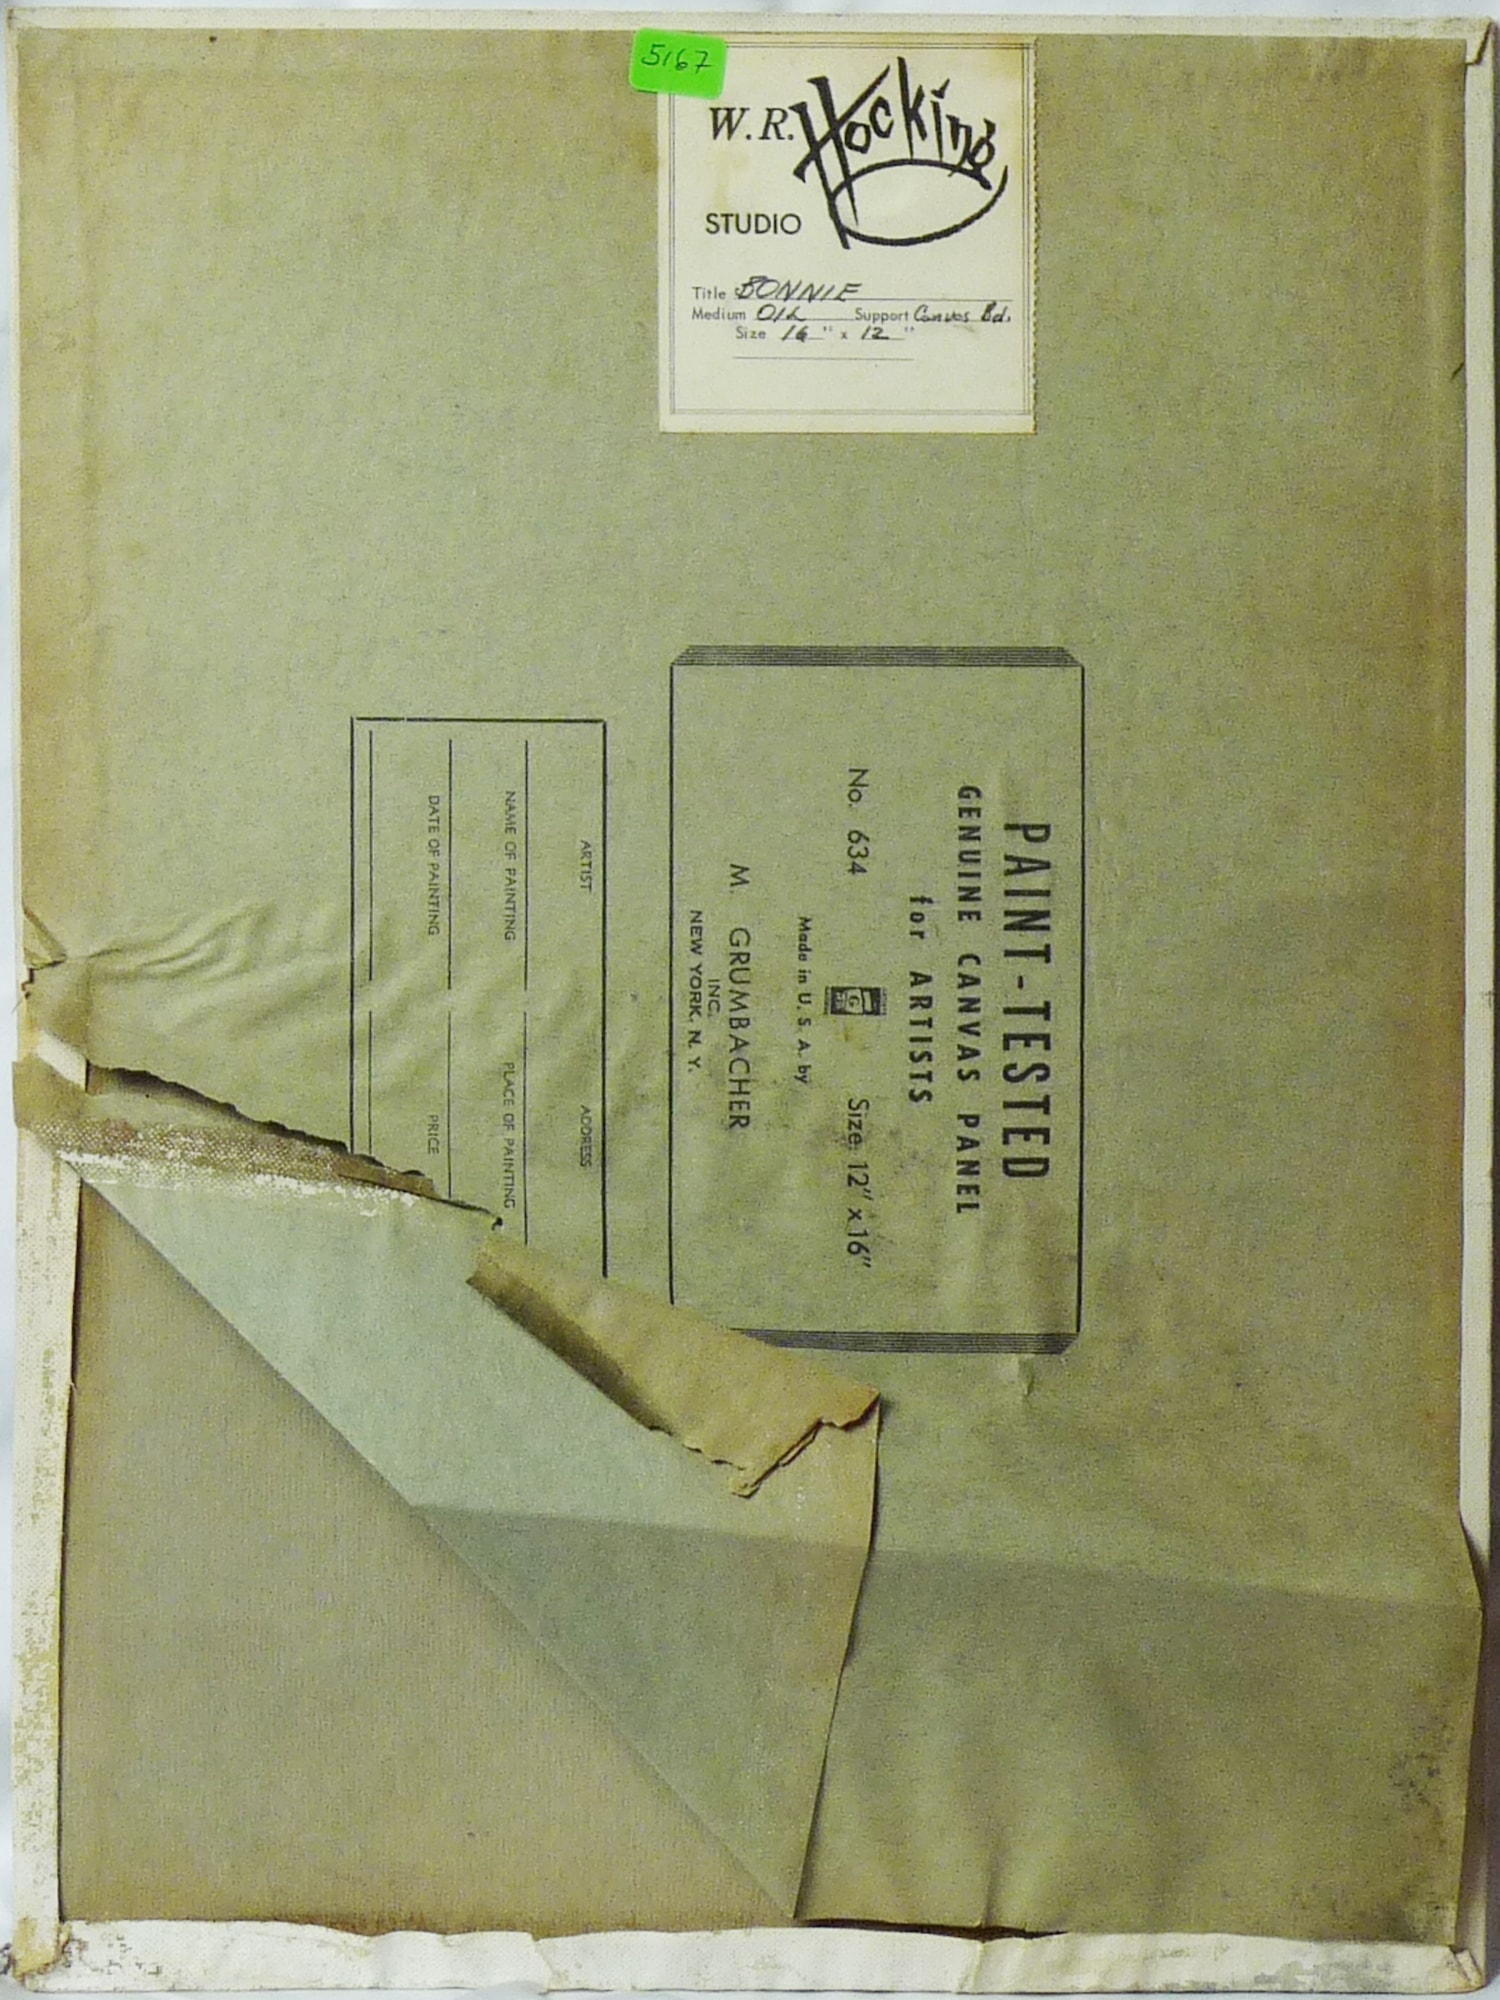 5167
W. R. Hocking
STUDIO
Title BONNIE
Medium OIL Support Canvas Bd.
Size 16 " x 12 "
PAINT-TESTED
GENUINE CANVAS PANEL
for ARTISTS
No. 634 Size: 12" x 16"
Made in U. S. A. by
M. GRUMBACHER
INC.
NEW YORK, N. Y.
ARTIST ADDRESS
NAME OF PAINTING PLACE OF PAINTING
DATE OF PAINTING PRICE